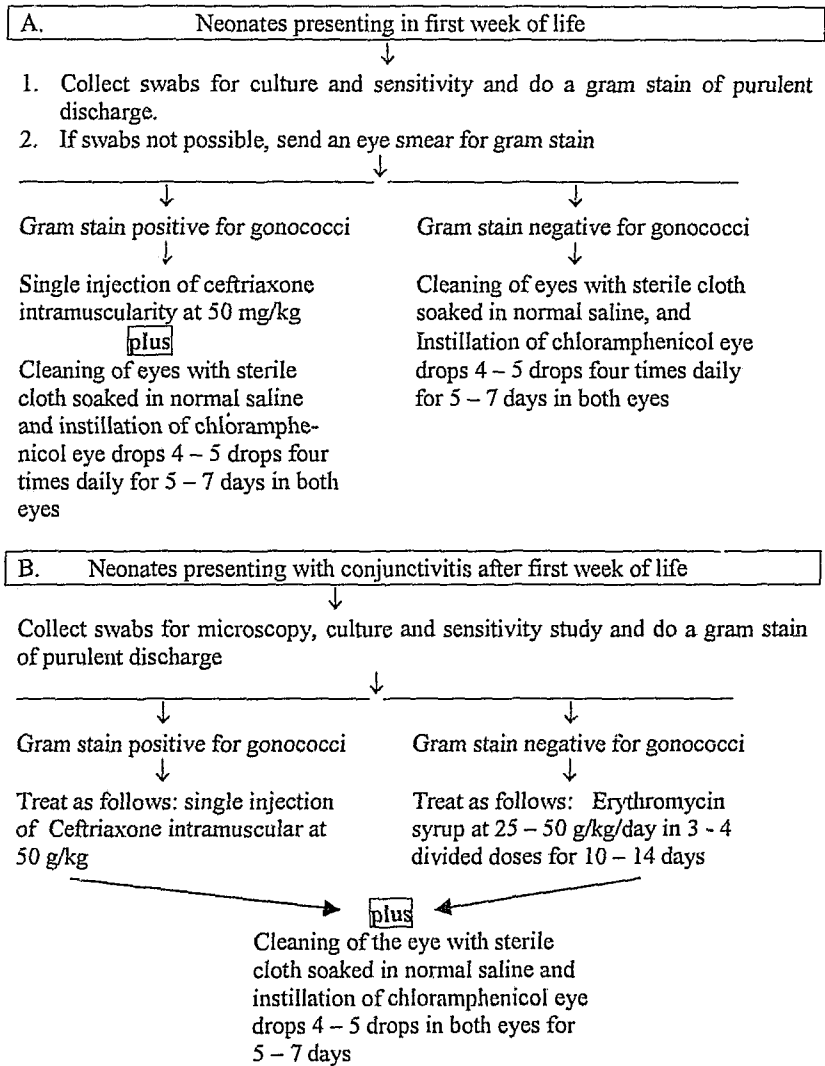 A. Neonates presenting in first week of life
↓
1. Collect swabs for culture and sensitivity and do a gram stain of purulent
discharge.
2. If swabs not possible, send an eye smear for gram stain
↓
↓ ↓
Gram stain positive for gonococci
↓
Single injection of ceftriaxone
intramuscularity at 50 mg/kg
plus
Cleaning of eyes with sterile
cloth soaked in normal saline
and instillation of chloramphe-
nicol eye drops 4 – 5 drops four
times daily for 5 – 7 days in both
eyes
Gram stain negative for gonococci
↓
Cleaning of eyes with sterile cloth
soaked in normal saline, and
Instillation of chloramphenicol eye
drops 4 – 5 drops four times daily
for 5 – 7 days in both eyes
B. Neonates presenting with conjunctivitis after first week of life
↓
Collect swabs for microscopy, culture and sensitivity study and do a gram stain
of purulent discharge
↓
↓ ↓
Gram stain positive for gonococci
↓
Treat as follows: single injection
of Ceftriaxone intramuscular at
50 g/kg
Gram stain negative for gonococci
↓
Treat as follows: Erythromycin
syrup at 25 – 50 g/kg/day in 3 - 4
divided doses for 10 – 14 days
plus
Cleaning of the eye with sterile
cloth soaked in normal saline and
instillation of chloramphenicol eye
drops 4 – 5 drops in both eyes for
5 – 7 days